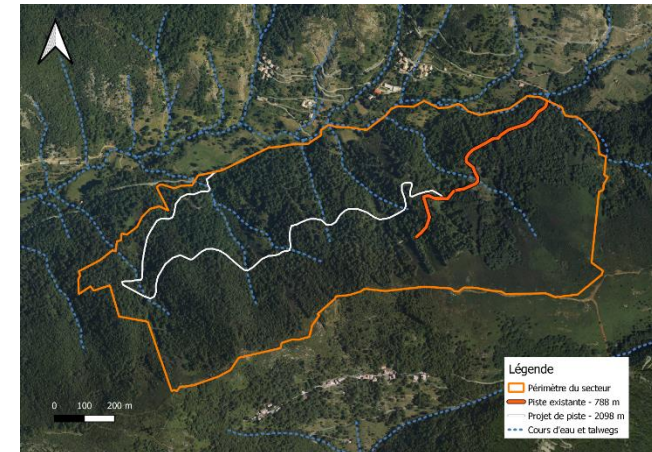 Légende
Périmètre du secteur
Piste existante - 788 m
Projet de piste - 2098 m
Cours d'eau et talwegs
0 100 200 m